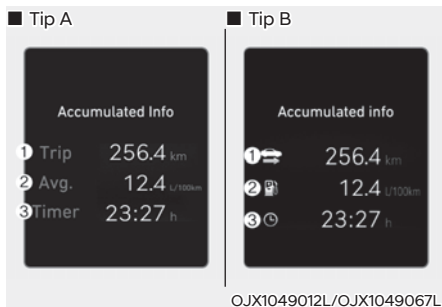 ■ Tip A
■ Tip B
Accumulated Info
① Trip 256.4 km
② Avg. 12.4 L/100km
③ Timer 23:27 h
Accumulated info
① 256.4 km
② 12.4 L/100km
③ 23:27 h
OJX1049012L/OJX1049067L